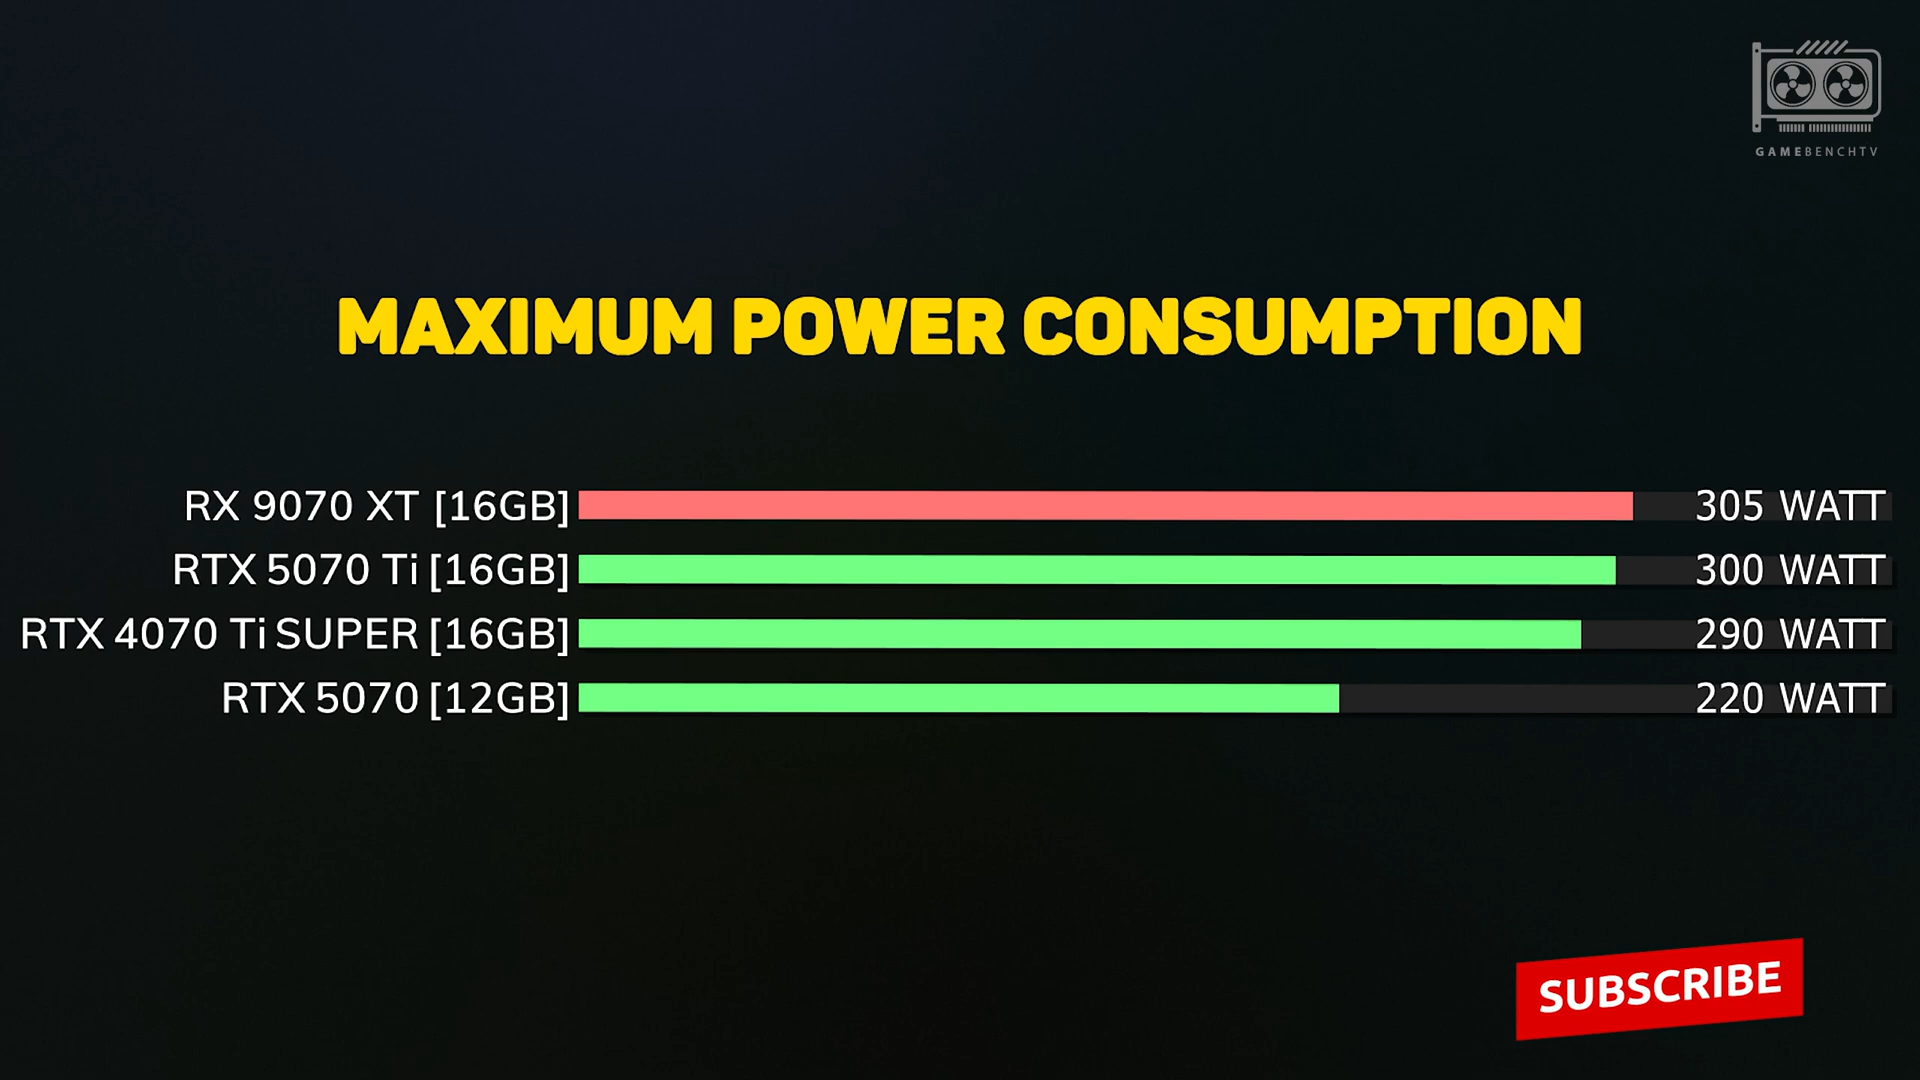 GAMEBENCHTV
MAXIMUM POWER CONSUMPTION
RX 9070 XT [16GB] 305 WATT
RTX 5070 Ti [16GB] 300 WATT
RTX 4070 Ti SUPER [16GB] 290 WATT
RTX 5070 [12GB] 220 WATT
SUBSCRIBE